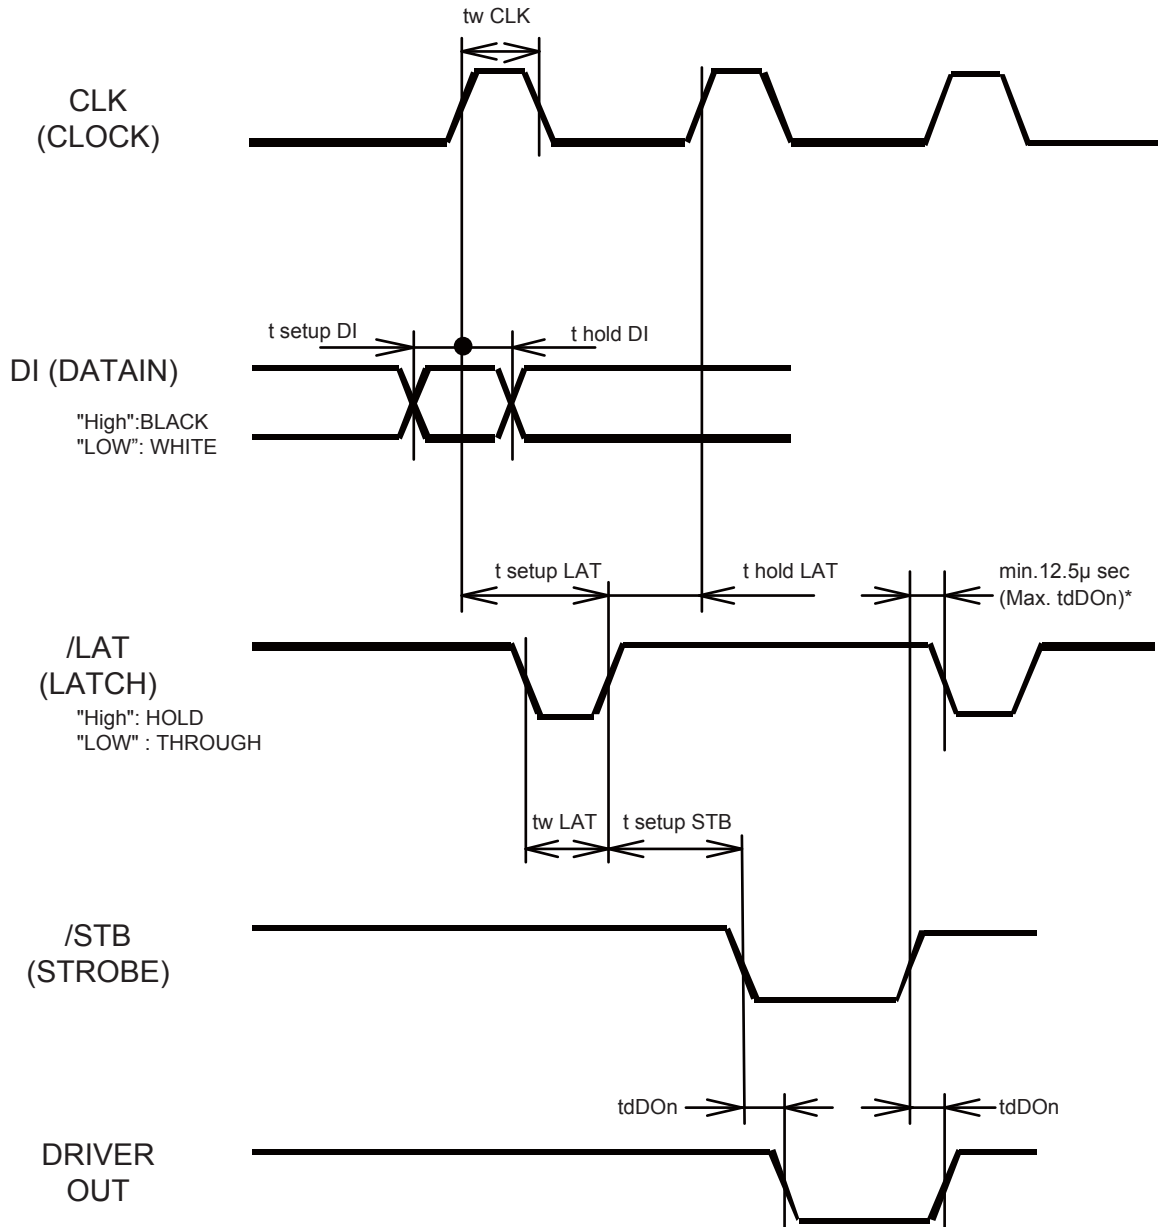 tw CLK
CLK
(CLOCK)
t setup DI
t hold DI
DI (DATAIN)
"High":BLACK
"LOW”: WHITE
t setup LAT
t hold LAT
min.12.5µ sec
(Max. tdDOn)*
/LAT
(LATCH)
"High": HOLD
"LOW" : THROUGH
tw LAT
t setup STB
/STB
(STROBE)
tdDOn
tdDOn
DRIVER
OUT